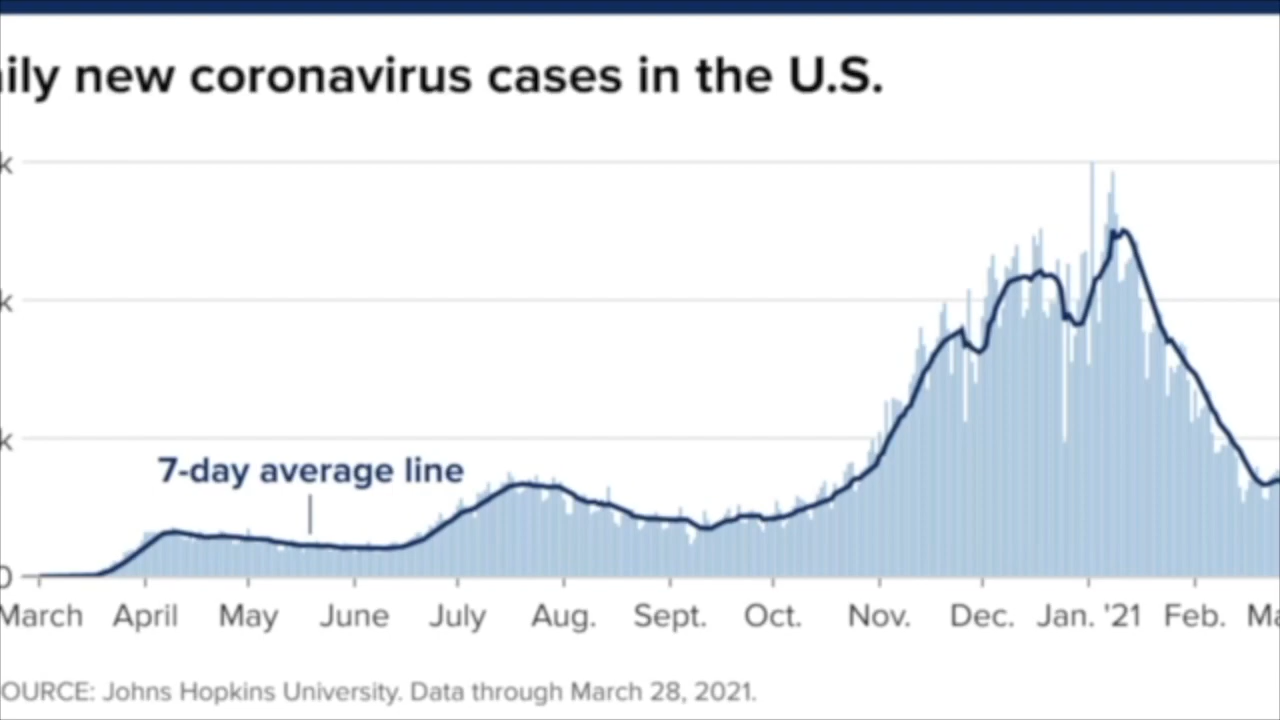 ily new coronavirus cases in the U.S.
k
k
k
7-day average line
0
March April May June July Aug. Sept. Oct. Nov. Dec. Jan. '21 Feb. Ma
OURCE: Johns Hopkins University. Data through March 28, 2021.